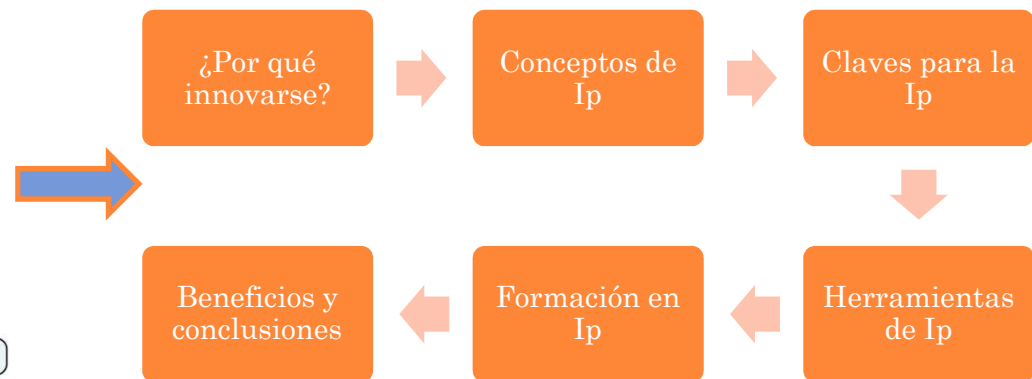 ¿Por qué
innovarse?
Conceptos de
Ip
Claves para la
Ip
Herramientas
de Ip
Formación en
Ip
Beneficios y
conclusiones